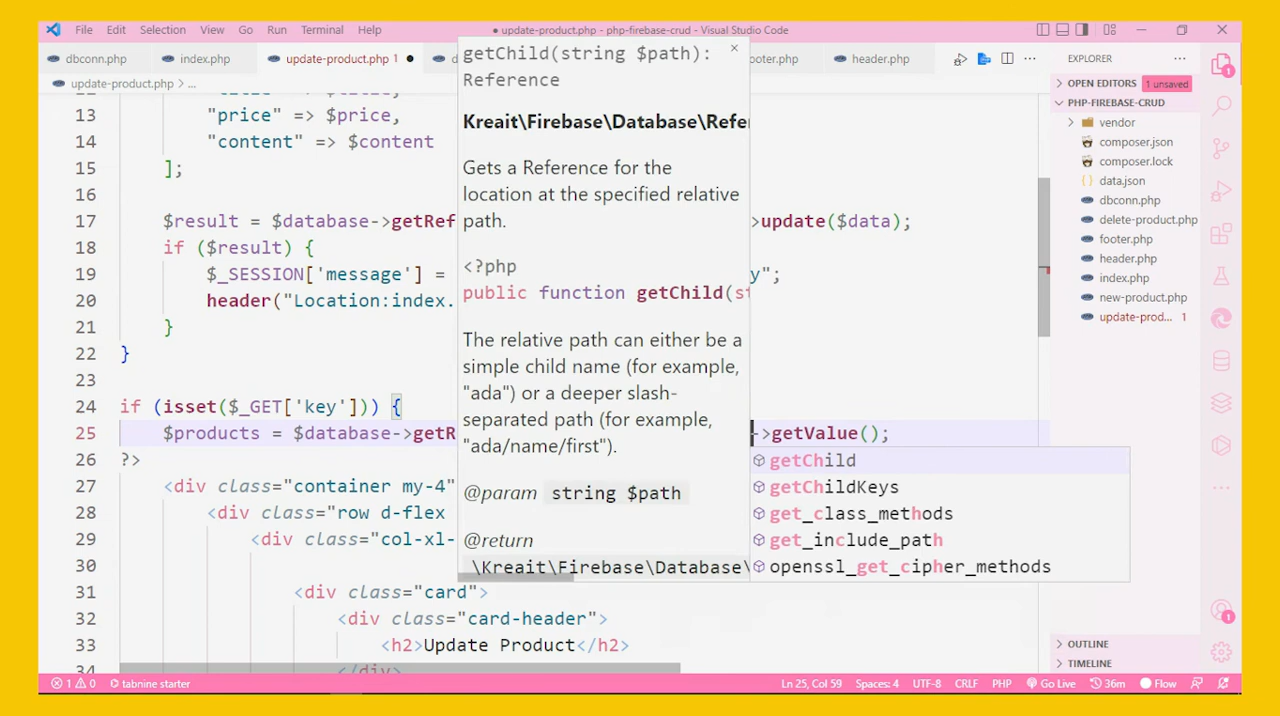 File Edit Selection View Go Run Terminal Help
update-product.php - php-firebase-crud - Visual Studio Code
dbconn.php
index.php
update-product.php 1
header.php
update-product.php > ...
13 "price" => $price,
14 "content" => $content
15 ];
16
17 $result = $database->getRef
>update($data);
18 if ($result) {
19 $_SESSION['message'] =
y";
20 header("Location:index.
21 }
22 }
23
24 if (isset($_GET['key'])) {
25 $products = $database->getR
->getValue();
26 ?>
27 <div class="container my-4"
28 <div class="row d-flex
29 <div class="col-xl-
30
31 <div class="card">
32 <div class="card-header">
33 <h2>Update Product</h2>
34 </div>
getChild(string $path):
Reference
Kreait\Firebase\Database\Refe
Gets a Reference for the
location at the specified relative
path.
<?php
public function getChild(st
The relative path can either be a
simple child name (for example,
"ada") or a deeper slash-
separated path (for example,
"ada/name/first").
@param string $path
@return
\Kreait\Firebase\Database\
getChild
getChildKeys
get_class_methods
get_include_path
openssl_get_cipher_methods
EXPLORER
OPEN EDITORS 1 unsaved
PHP-FIREBASE-CRUD
vendor
composer.json
composer.lock
data.json
dbconn.php
delete-product.php
footer.php
header.php
index.php
new-product.php
update-prod... 1
OUTLINE
TIMELINE
1 0 tabnine starter
Ln 25, Col 59 Spaces: 4 UTF-8 CRLF PHP Go Live 36m Flow